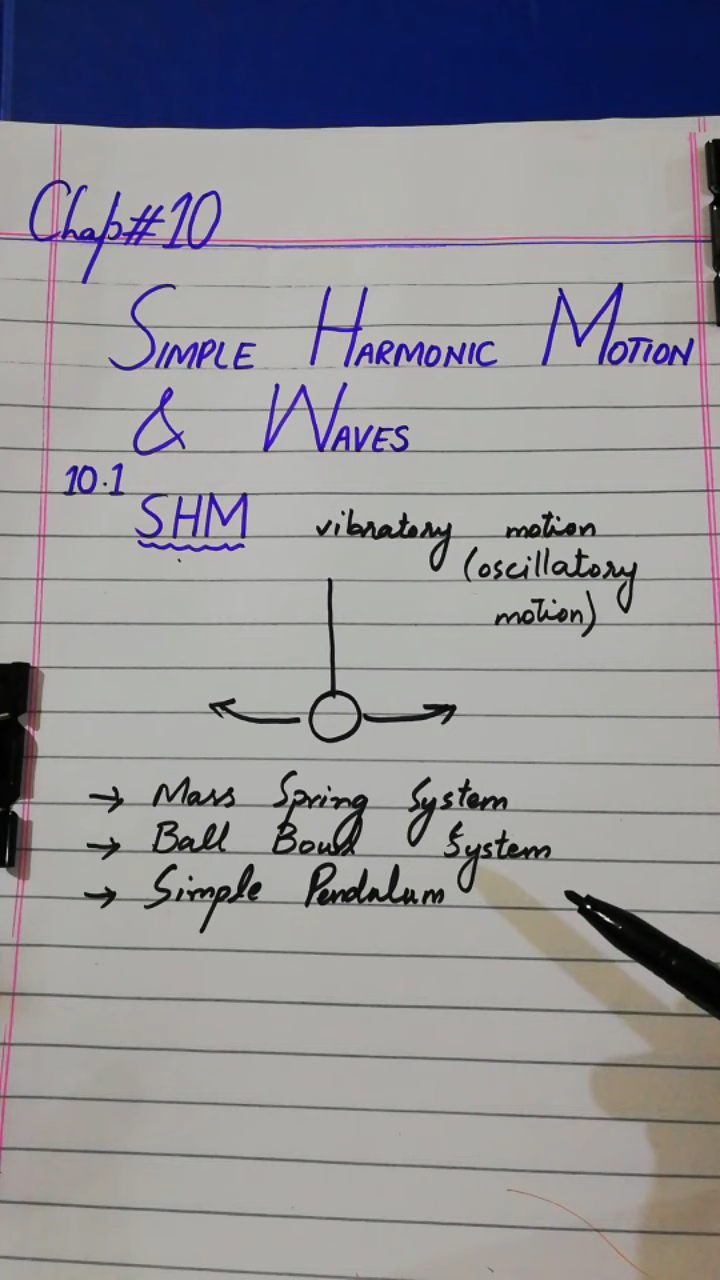 Chap#10
SIMPLE HARMONIC MOTION
& WAVES
10.1
SHM vibratory motion
(oscillatory
motion)
→ Mass Spring System
→ Ball Bowl System
→ Simple Pendulum